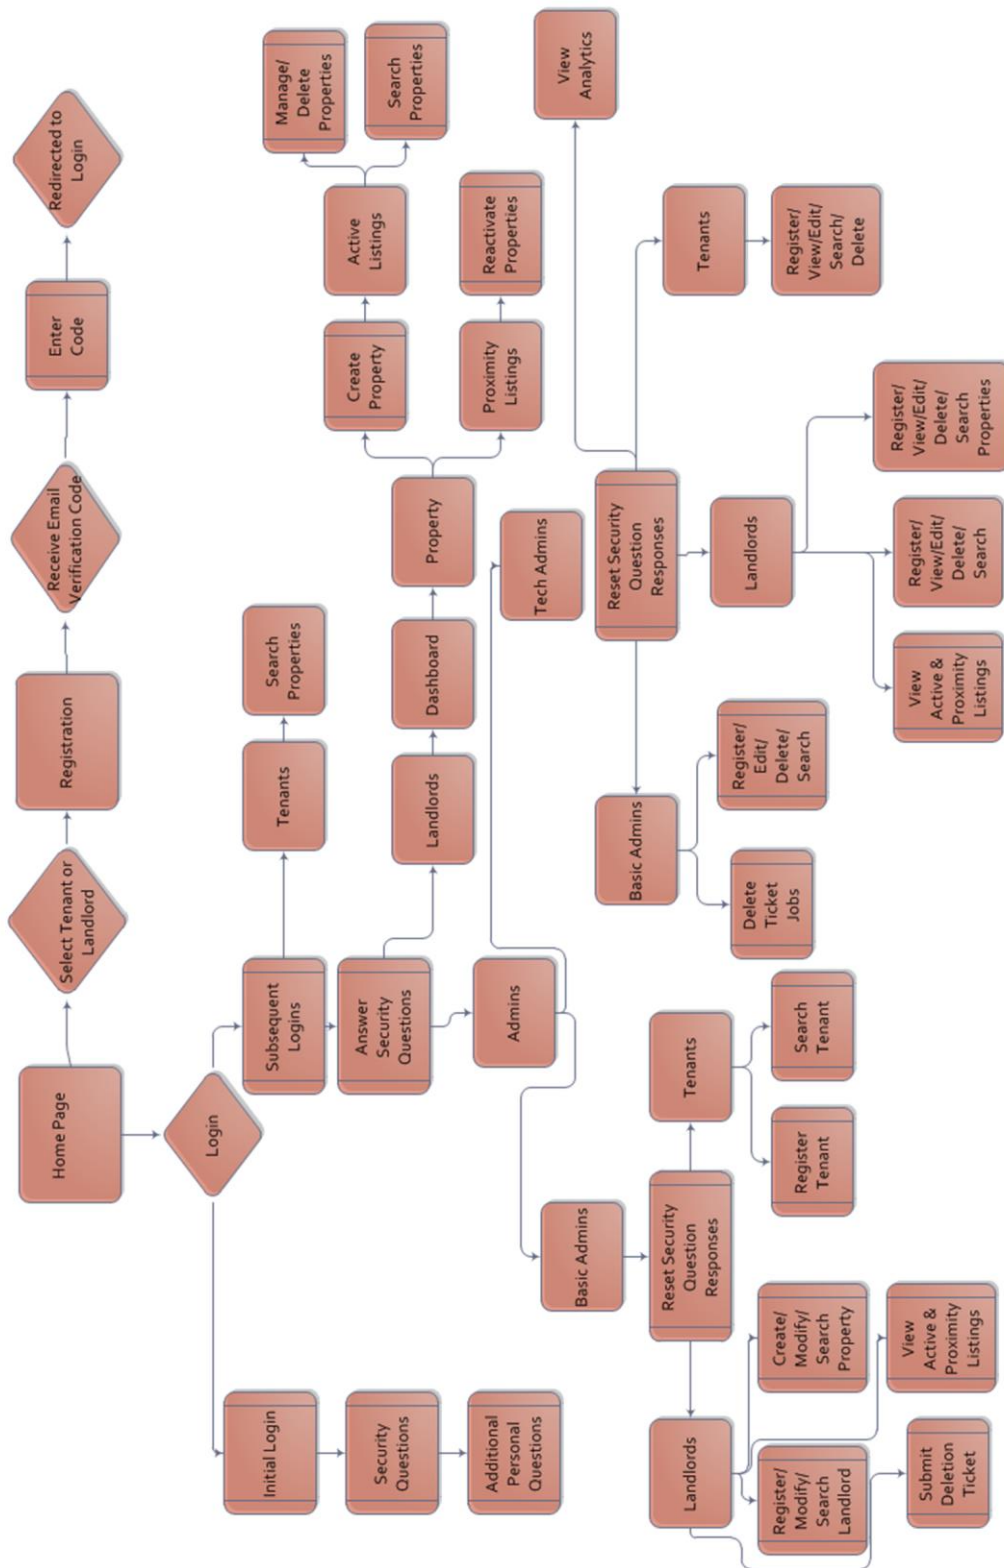 Home Page
Select Tenant or
Landlord
Registration
Receive Email
Verification Code
Enter
Code
Redirected to
Login
Login
Initial Login
Security
Questions
Additional
Personal
Questions
Subsequent
Logins
Tenants
Search
Properties
Answer
Security
Questions
Landlords
Dashboard
Property
Create
Property
Active
Listings
Manage/
Delete
Properties
Search
Properties
Proximity
Listings
Reactivate
Properties
Admins
Basic Admins
Reset Security
Question
Responses
Landlords
Register/
Modify/
Search
Landlord
Create/
Modify/
Search
Property
Submit
Deletion
Ticket
View
Active &
Proximity
Listings
Tenants
Register
Tenant
Search
Tenant
Tech Admins
Reset Security
Question
Responses
Basic Admins
Delete
Ticket
Jobs
Register/
Edit/
Delete/
Search
Landlords
View
Active &
Proximity
Listings
Register/
View/Edit/
Delete/
Search
Register/
View/Edit/
Delete/
Search
Properties
Tenants
Register/
View/Edit/
Search/
Delete
View
Analytics